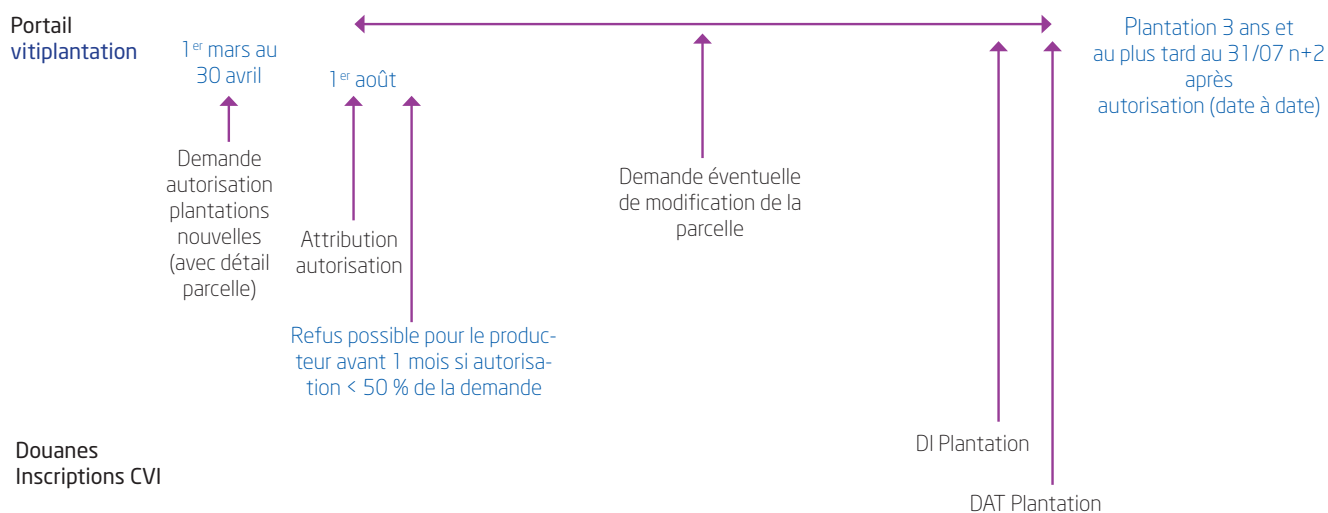 Portail
vitiplantation
1er mars au
30 avril
1er août
Plantation 3 ans et
au plus tard au 31/07 n+2
après
autorisation (date à date)
Demande
autorisation
plantations
nouvelles
(avec détail
parcelle)
Attribution
autorisation
Demande éventuelle
de modification de la
parcelle
Refus possible pour le produc-
teur avant 1 mois si autorisa-
tion < 50 % de la demande
Douanes
Inscriptions CVI
DI Plantation
DAT Plantation